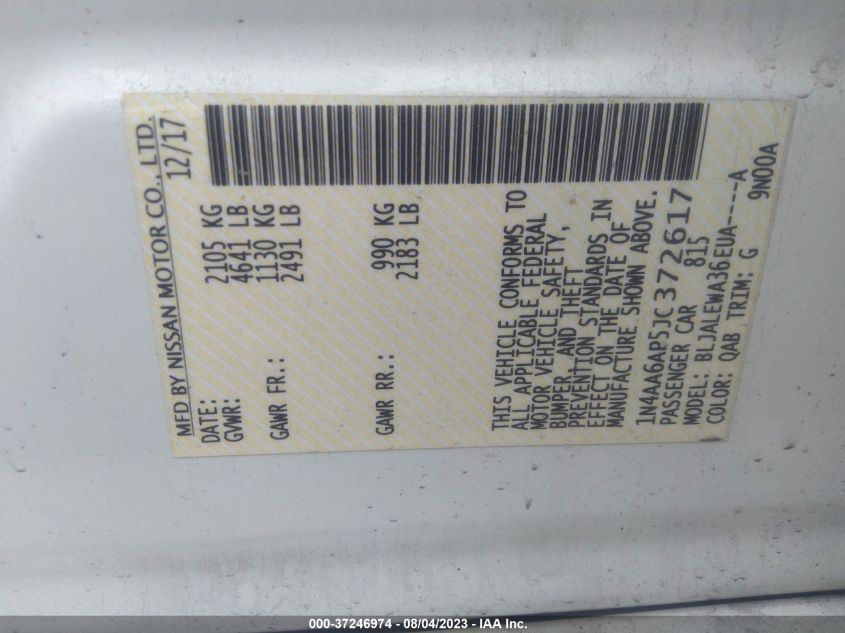 MFD BY NISSAN MOTOR CO., LTD.
DATE: 12/17
GVWR: 2105 KG
4641 LB
GAWR FR.: 1130 KG
2491 LB
GAWR RR.: 990 KG
2183 LB
THIS VEHICLE CONFORMS TO
ALL APPLICABLE FEDERAL
MOTOR VEHICLE SAFETY,
BUMPER, AND THEFT
PREVENTION STANDARDS IN
EFFECT ON THE DATE OF
MANUFACTURE SHOWN ABOVE.
1N4AA6AP5JC372617
PASSENGER CAR 815
MODEL: BLJALEWA36EUA-----A
COLOR: QAB TRIM: G 9N00A
000-37246974 - 08/04/2023 - IAA Inc.